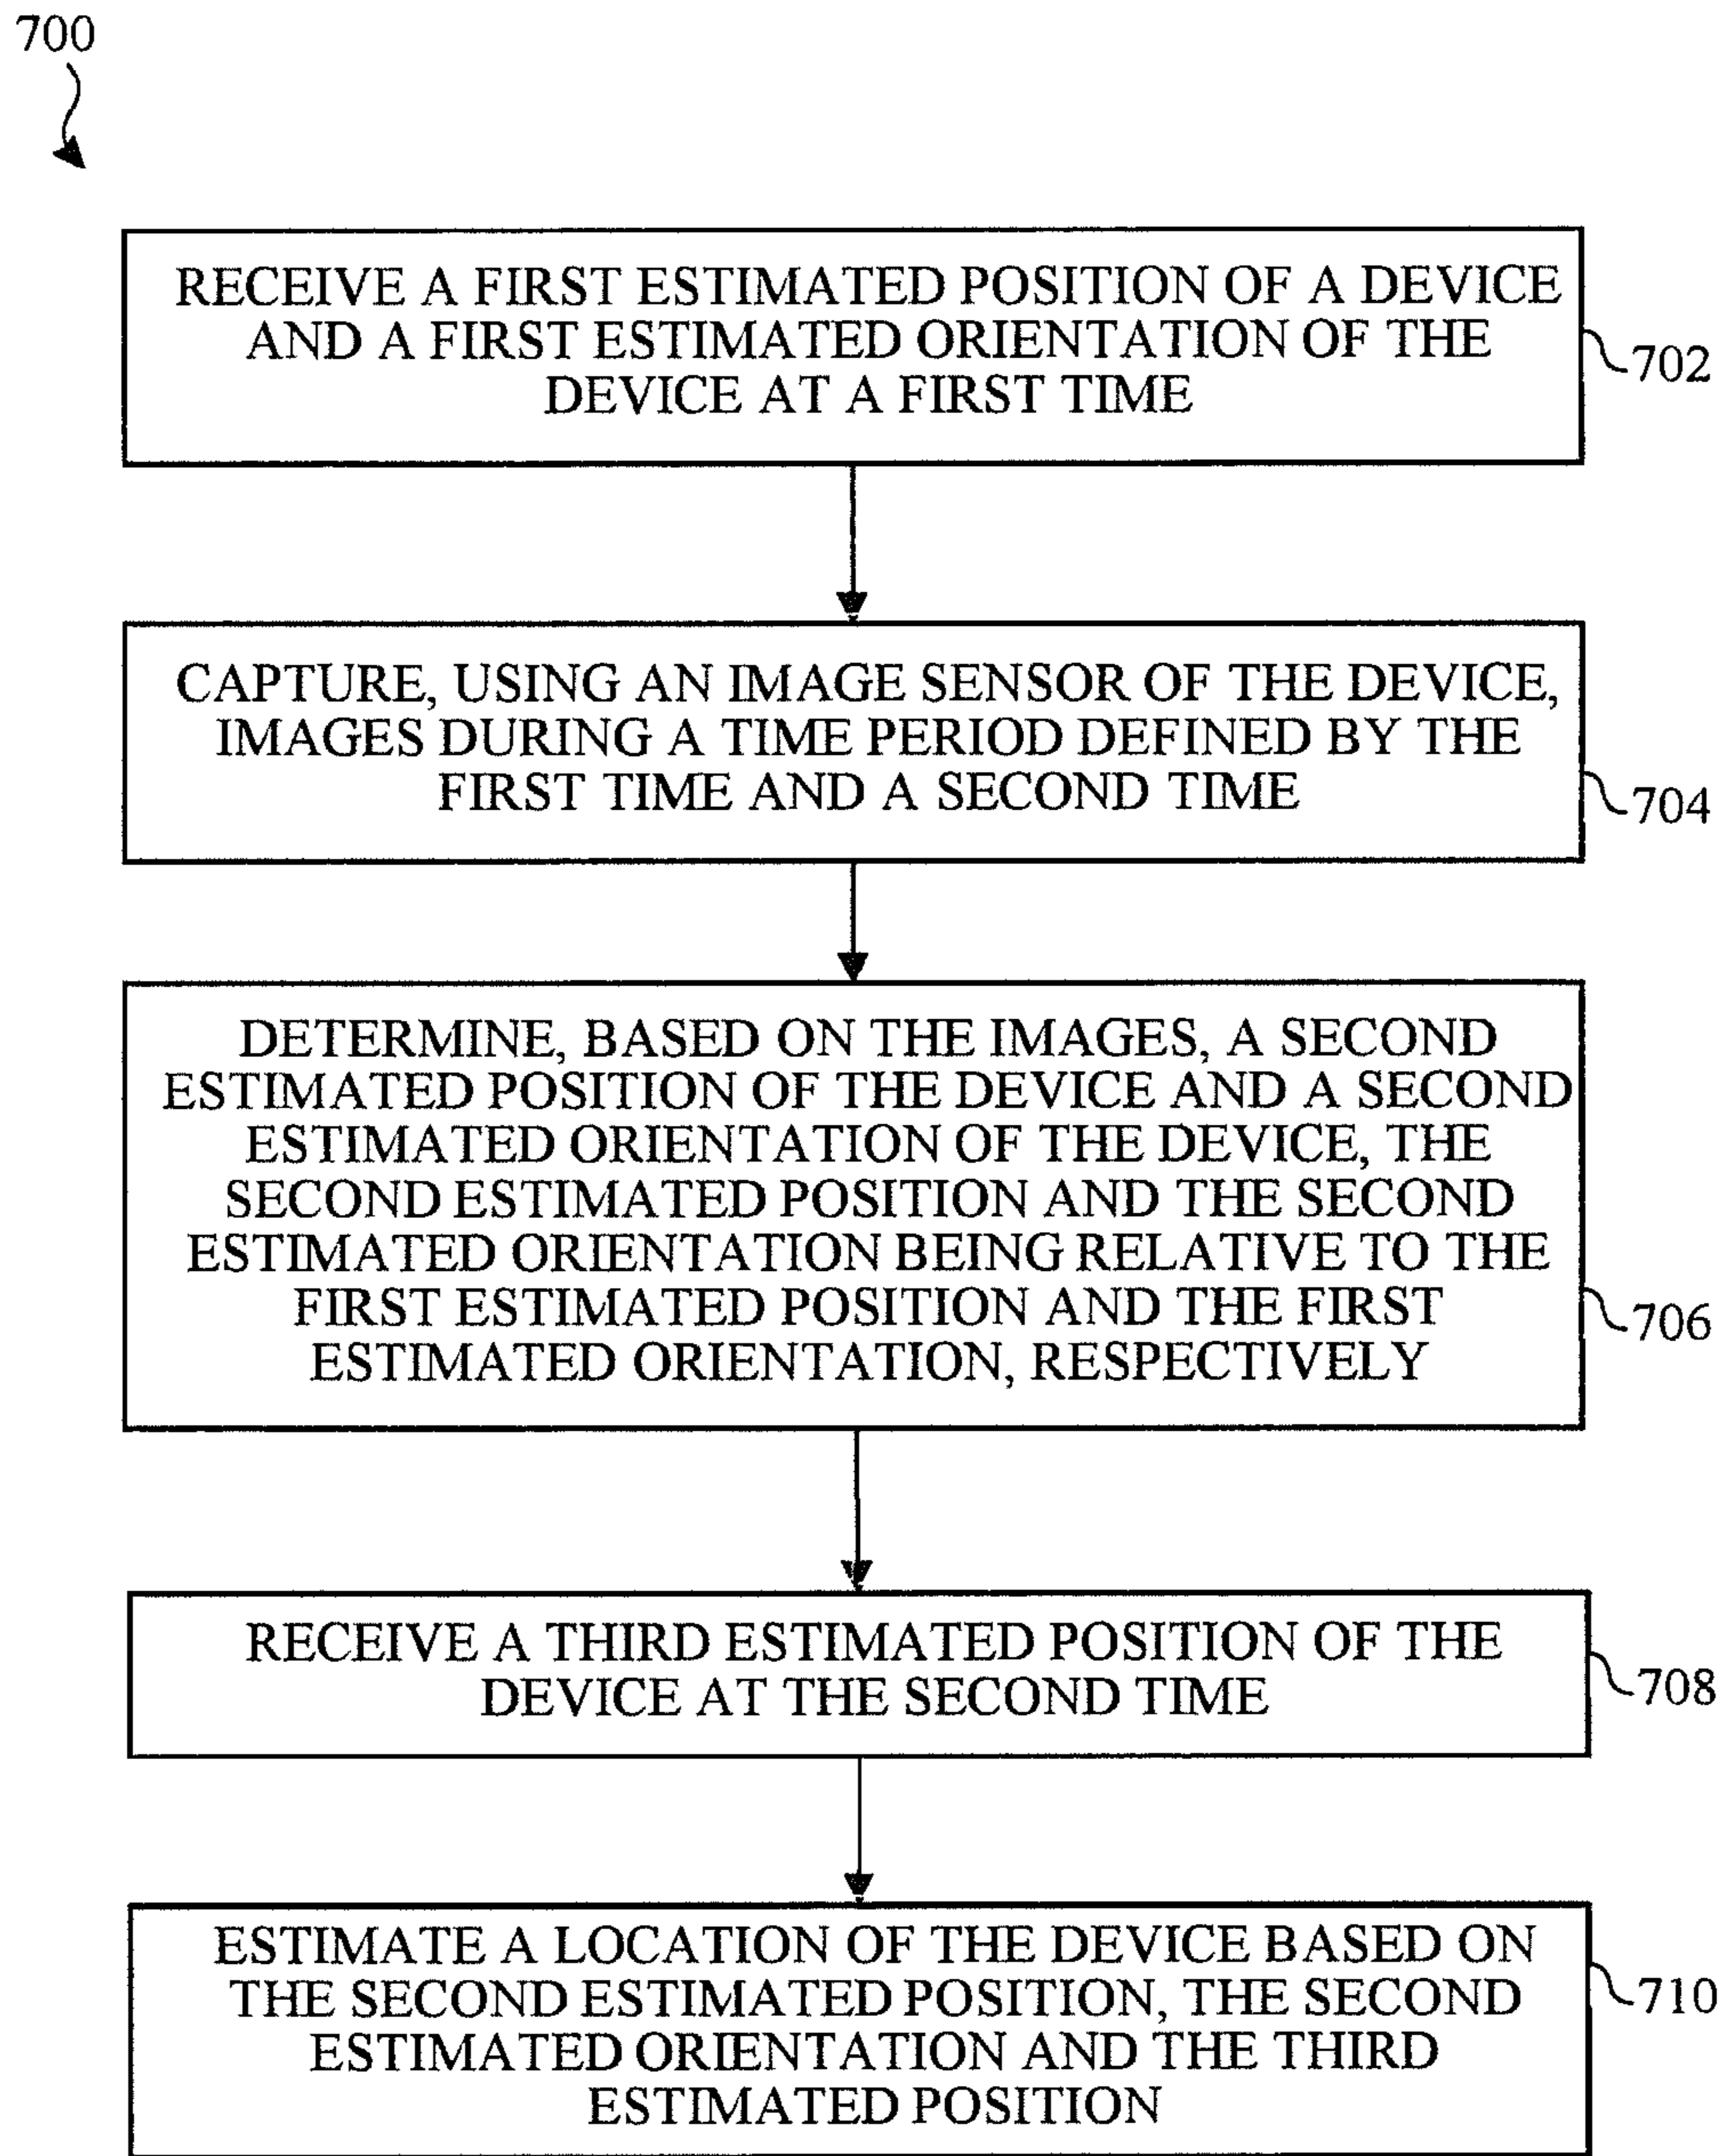 700
RECEIVE A FIRST ESTIMATED POSITION OF A DEVICE
AND A FIRST ESTIMATED ORIENTATION OF THE
DEVICE AT A FIRST TIME
702
CAPTURE, USING AN IMAGE SENSOR OF THE DEVICE,
IMAGES DURING A TIME PERIOD DEFINED BY THE
FIRST TIME AND A SECOND TIME
704
DETERMINE, BASED ON THE IMAGES, A SECOND
ESTIMATED POSITION OF THE DEVICE AND A SECOND
ESTIMATED ORIENTATION OF THE DEVICE, THE
SECOND ESTIMATED POSITION AND THE SECOND
ESTIMATED ORIENTATION BEING RELATIVE TO THE
FIRST ESTIMATED POSITION AND THE FIRST
ESTIMATED ORIENTATION, RESPECTIVELY
706
RECEIVE A THIRD ESTIMATED POSITION OF THE
DEVICE AT THE SECOND TIME
708
ESTIMATE A LOCATION OF THE DEVICE BASED ON
THE SECOND ESTIMATED POSITION, THE SECOND
ESTIMATED ORIENTATION AND THE THIRD
ESTIMATED POSITION
710